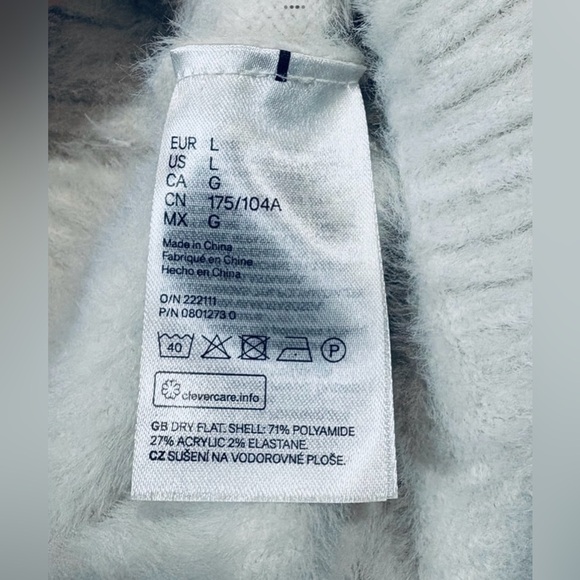 EUR L
US L
CA G
CN 175/104A
MX G
Made in China
Fabriqué en Chine
Hecho en China
O/N 222111
P/N 0801273 0
40 P
clevercare.info
GB DRY FLAT. SHELL: 71% POLYAMIDE
27% ACRYLIC 2% ELASTANE.
CZ SUŠENÍ NA VODOROVNÉ PLOŠE.